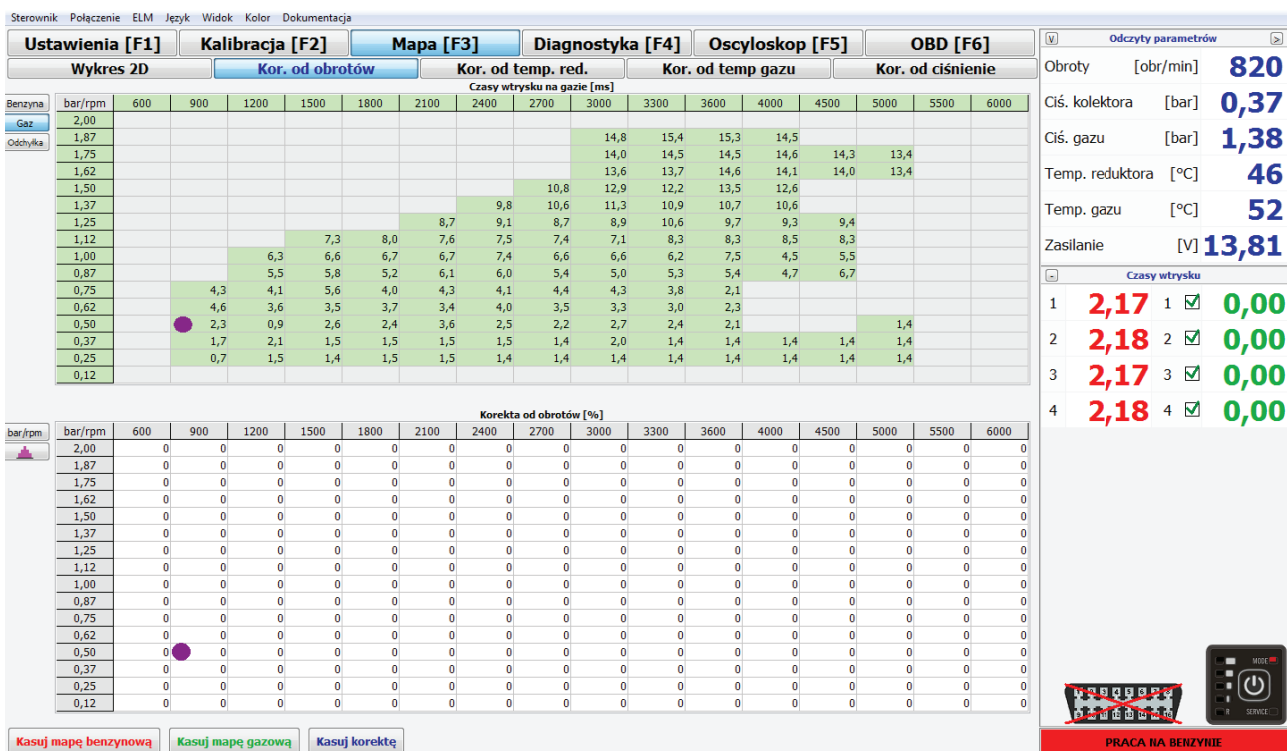 Sterownik Połączenie ELM Język Widok Kolor Dokumentacja
Ustawienia [F1] Kalibracja [F2] Mapa [F3] Diagnostyka [F4] Oscyloskop [F5] OBD [F6]
Wykres 2D Kor. od obrotów Kor. od temp. red. Kor. od temp gazu Kor. od ciśnienie
Czasy wtrysku na gazie [ms]
Benzyna
Gaz
Odchyłka
bar/rpm 600 900 1200 1500 1800 2100 2400 2700 3000 3300 3600 4000 4500 5000 5500 6000
2,00
1,87 14,8 15,4 15,3 14,5
1,75 14,0 14,5 14,5 14,6 14,3 13,4
1,62 13,6 13,7 14,6 14,1 14,0 13,4
1,50 10,8 12,9 12,2 13,5 12,6
1,37 9,8 10,6 11,3 10,9 10,7 10,6
1,25 8,7 9,1 8,7 8,9 10,6 9,7 9,3 9,4
1,12 7,3 8,0 7,6 7,5 7,4 7,1 8,3 8,3 8,5 8,3
1,00 6,3 6,6 6,7 6,7 7,4 6,6 6,6 6,2 7,5 4,5 5,5
0,87 5,5 5,8 5,2 6,1 6,0 5,4 5,0 5,3 5,4 4,7 6,7
0,75 4,3 4,1 5,6 4,0 4,3 4,1 4,4 4,3 3,8 2,1
0,62 4,6 3,6 3,5 3,7 3,4 4,0 3,5 3,3 3,0 2,3
0,50 2,3 0,9 2,6 2,4 3,6 2,5 2,2 2,7 2,4 2,1 1,4
0,37 1,7 2,1 1,5 1,5 1,5 1,5 1,4 2,0 1,4 1,4 1,4 1,4 1,4
0,25 0,7 1,5 1,4 1,5 1,5 1,4 1,4 1,4 1,4 1,4 1,4 1,4 1,4
0,12
Korekta od obrotów [%]
bar/rpm
bar/rpm 600 900 1200 1500 1800 2100 2400 2700 3000 3300 3600 4000 4500 5000 5500 6000
2,00 0 0 0 0 0 0 0 0 0 0 0 0 0 0 0 0
1,87 0 0 0 0 0 0 0 0 0 0 0 0 0 0 0 0
1,75 0 0 0 0 0 0 0 0 0 0 0 0 0 0 0 0
1,62 0 0 0 0 0 0 0 0 0 0 0 0 0 0 0 0
1,50 0 0 0 0 0 0 0 0 0 0 0 0 0 0 0 0
1,37 0 0 0 0 0 0 0 0 0 0 0 0 0 0 0 0
1,25 0 0 0 0 0 0 0 0 0 0 0 0 0 0 0 0
1,12 0 0 0 0 0 0 0 0 0 0 0 0 0 0 0 0
1,00 0 0 0 0 0 0 0 0 0 0 0 0 0 0 0 0
0,87 0 0 0 0 0 0 0 0 0 0 0 0 0 0 0 0
0,75 0 0 0 0 0 0 0 0 0 0 0 0 0 0 0 0
0,62 0 0 0 0 0 0 0 0 0 0 0 0 0 0 0 0
0,50 0 0 0 0 0 0 0 0 0 0 0 0 0 0 0 0
0,37 0 0 0 0 0 0 0 0 0 0 0 0 0 0 0 0
0,25 0 0 0 0 0 0 0 0 0 0 0 0 0 0 0 0
0,12 0 0 0 0 0 0 0 0 0 0 0 0 0 0 0 0
Kasuj mapę benzynową Kasuj mapę gazową Kasuj korektę
V Odczyty parametrów >
Obroty [obr/min] 820
Ciś. kolektora [bar] 0,37
Ciś. gazu [bar] 1,38
Temp. reduktora [°C] 46
Temp. gazu [°C] 52
Zasilanie [V] 13,81
- Czasy wtrysku
1 2,17 1 0,00
2 2,18 2 0,00
3 2,17 3 0,00
4 2,18 4 0,00
MODE
R SERVICE
3 4 5 6
11 12 13 14
PRACA NA BENZYNIE